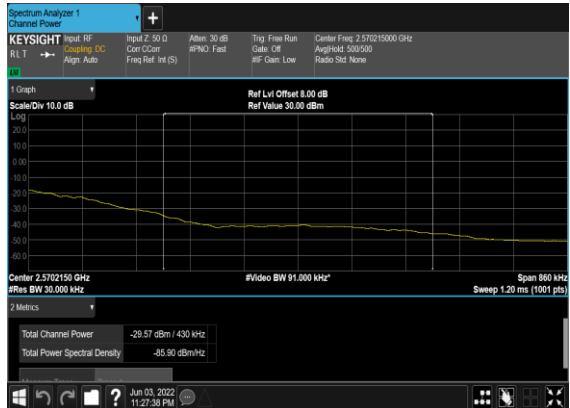 Spectrum Analyzer 1
Channel Power
+
KEYSIGHT
RLT
LNI
Input: RF
Coupling: DC
Align: Auto
Input Z: 50 Ω
Corr CCorr
Freq Ref: Int (S)
Atten: 30 dB
#PNO: Fast
Trig: Free Run
Gate: Off
#IF Gain: Low
Center Freq: 2.570215000 GHz
Avg|Hold: 500/500
Radio Std: None
1 Graph
Scale/Div 10.0 dB
Ref Lvl Offset 8.00 dB
Ref Value 30.00 dBm
Log
20.0
10.0
0.00
-10.0
-20.0
-30.0
-40.0
-50.0
-60.0
Center 2.5702150 GHz
#Res BW 30.000 kHz
#Video BW 91.000 kHz*
Span 860 kHz
Sweep 1.20 ms (1001 pts)
2 Metrics
Total Channel Power -29.57 dBm / 430 kHz
Total Power Spectral Density -85.90 dBm/Hz
?
Jun 03, 2022
11:27:38 PM